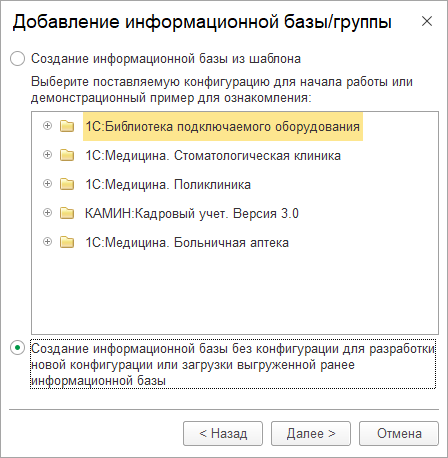 Добавление информационной базы/группы
Создание информационной базы из шаблона
Выберите поставляемую конфигурацию для начала работы или
демонстрационный пример для ознакомления:
1С:Библиотека подключаемого оборудования
1С:Медицина. Стоматологическая клиника
1С:Медицина. Поликлиника
КАМИН:Кадровый учет. Версия 3.0
1С:Медицина. Больничная аптека
Создание информационной базы без конфигурации для разработки
новой конфигурации или загрузки выгруженной ранее
информационной базы
< Назад Далее > Отмена